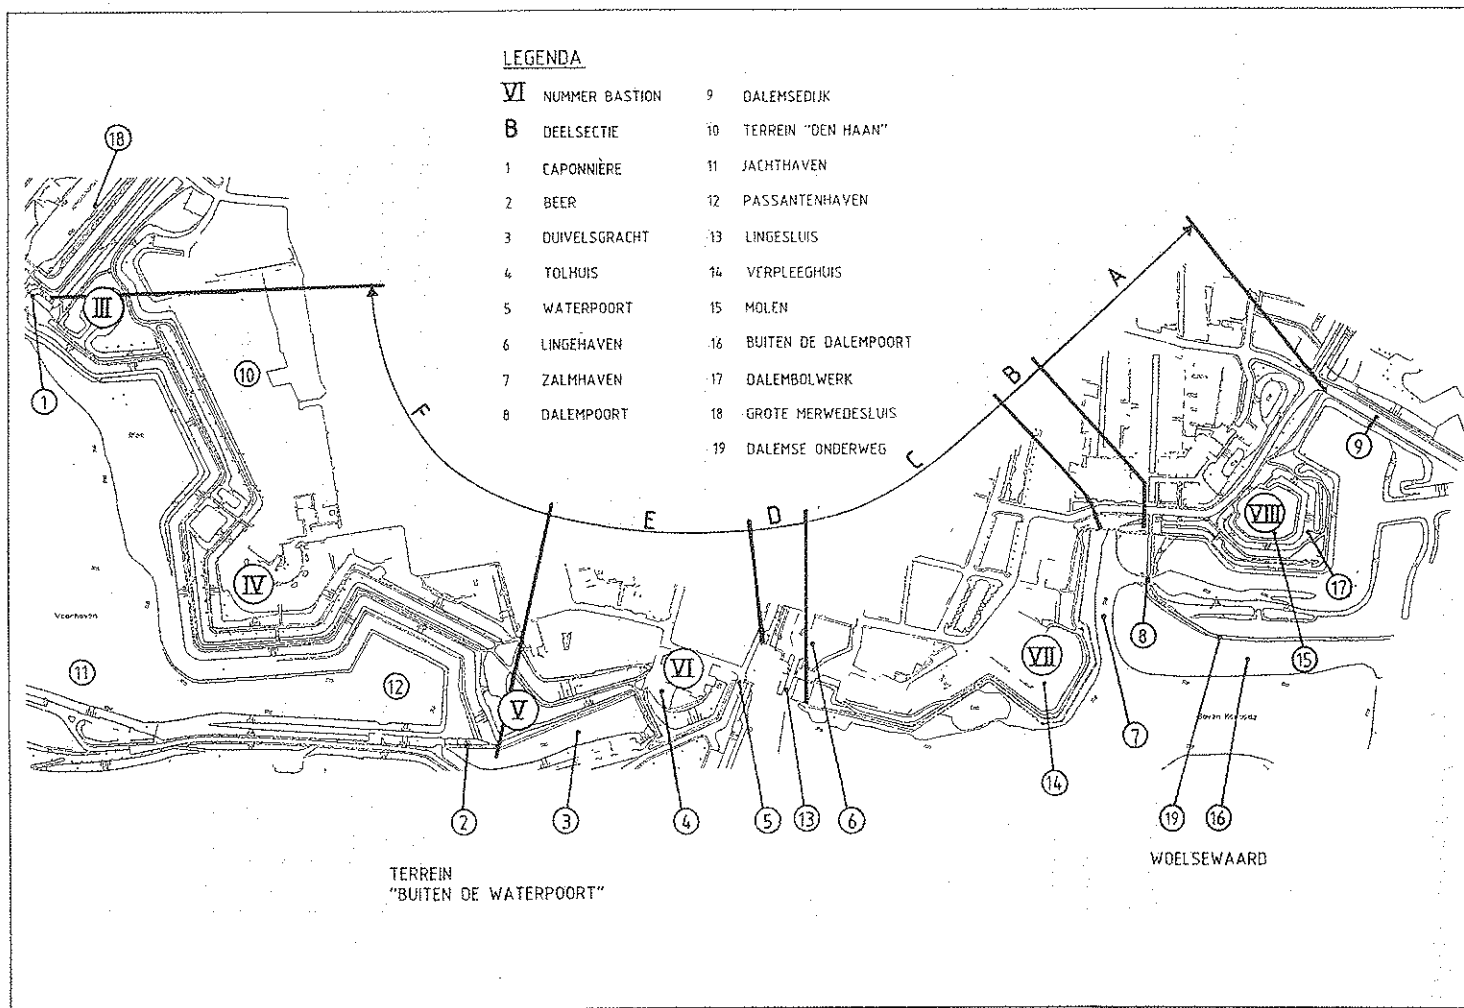 LEGENDA
VI NUMMER BASTION
B DEELSECTIE
1 CAPONNIÈRE
2 BEER
3 DUIVELSGRACHT
4 TOLHUIS
5 WATERPOORT
6 LINGEHAVEN
7 ZALMHAVEN
8 DALEMPOORT
9 DALEMSEDIJK
10 TERREIN "DEN HAAN"
11 JACHTHAVEN
12 PASSANTENHAVEN
13 LINGESLUIS
14 VERPLEEGHUIS
15 MOLEN
16 BUITEN DE DALEMPOORT
17 DALEMBOLWERK
18 GROTE MERWEDESLUIS
19 DALEMSE ONDERWEG
18
III
1
10
F
A
B
C
D
E
9
VIII
17
IV
Voorhaven
11
12
V
VI
VII
8
15
7
14
2
3
4
5
13
6
19
16
TERREIN
"BUITEN DE WATERPOORT"
WOELSEWAARD